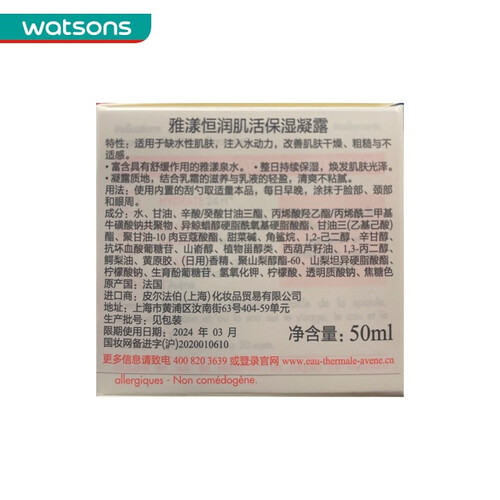 watsons
雅漾恒润肌活保湿凝露
特性：适用于缺水性肌肤，注入水动力，改善肌肤干燥、粗糙与不
适感。
• 富含具有舒缓作用的雅漾泉水。 • 整日持续保湿，焕发肌肤光泽。
• 凝露质地，结合乳霜的滋养与乳液的轻盈，清爽不粘腻。
用法：使用内置的刮勺取适量本品，每日早晚，涂抹于脸部、颈部
和眼周。
成分：水、甘油、辛酸/癸酸甘油三酯、丙烯酸羟乙酯/丙烯酰二甲基
牛磺酸钠共聚物、异鲸蜡醇硬脂酰氧基硬脂酸酯、甘油三(乙基己酸)
酯、聚甘油-10 肉豆蔻酸酯、甜菜碱、角鲨烷、1,2-己二醇、辛甘醇、
抗坏血酸葡糖苷、山嵛醇、植物甾醇类、西葫芦籽油、1,3-丙二醇、
鳄梨油、黄原胶、(日用)香精、聚山梨醇酯-60、山梨坦异硬脂酸酯、
柠檬酸钠、生育酚葡糖苷、氢氧化钾、柠檬酸、透明质酸钠、焦糖色
原产国：法国
进口商：皮尔法伯(上海)化妆品贸易有限公司
地址：上海市黄浦区汝南街63号404-59单元
生产批号：见包装
限期使用日期：2024 年 03 月
国妆网备进字(沪)2020010610
净含量：50ml
更多信息请致电 400 820 3639 或登录官网 www.eau-thermale-avene.cn
allergiques - Non comédogène.